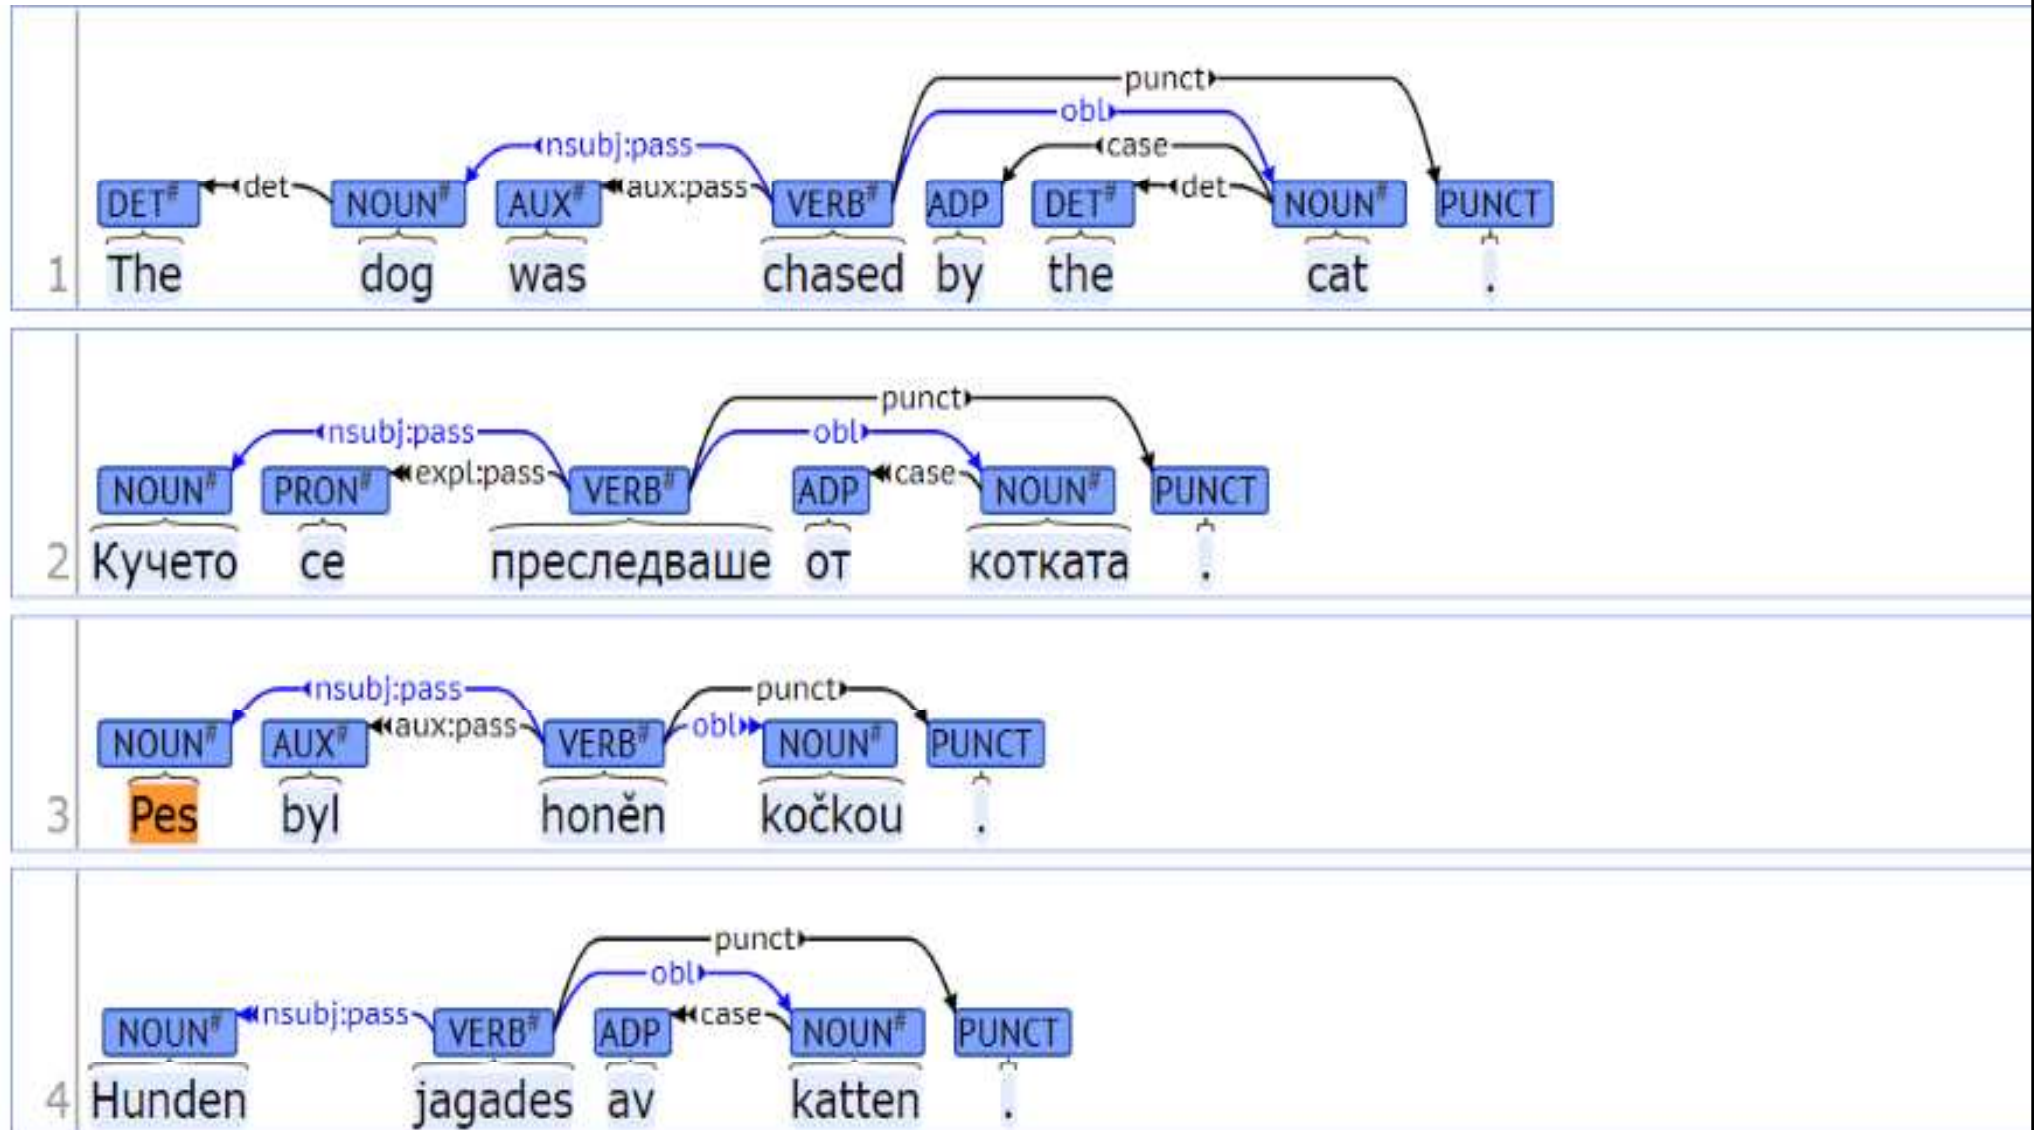 punct
obl
nsubj:pass case
det aux:pass det
DET# NOUN# AUX# VERB# ADP DET# NOUN# PUNCT
1 The dog was chased by the cat .
punct
nsubj:pass obl
expl:pass case
NOUN# PRON# VERB# ADP NOUN# PUNCT
2 Кучето се преследваше от котката .
nsubj:pass punct
aux:pass obl
NOUN# AUX# VERB# NOUN# PUNCT
3 Pes byl honěn kočkou .
punct
obl
nsubj:pass case
NOUN# VERB# ADP NOUN# PUNCT
4 Hunden jagades av katten .